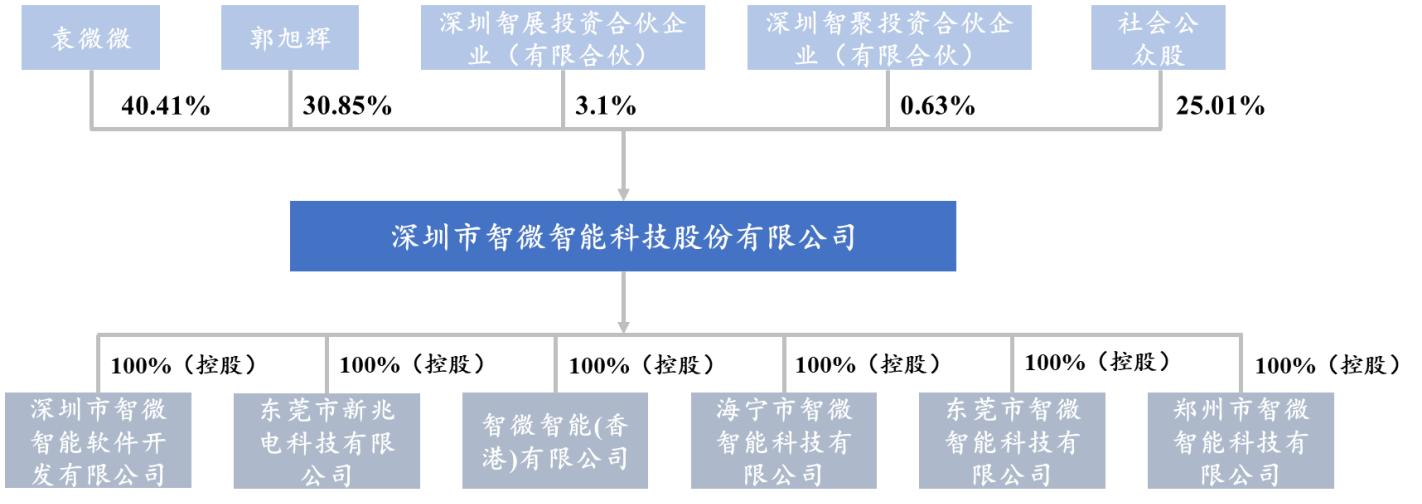 袁微微
郭旭辉
深圳智展投资合伙企
业（有限合伙）
深圳智聚投资合伙企
业（有限合伙）
社会公
众股
40.41%
30.85%
3.1%
0.63%
25.01%
深圳市智微智能科技股份有限公司
100%（控股）
100%（控股）
100%（控股）
100%（控股）
100%（控股）
100%（控股）
深圳市智微
智能软件开
发有限公司
东莞市新兆
电科技有限
公司
智微智能(香
港)有限公司
海宁市智微
智能科技有
限公司
东莞市智微
智能科技有
限公司
郑州市智微
智能科技有
限公司